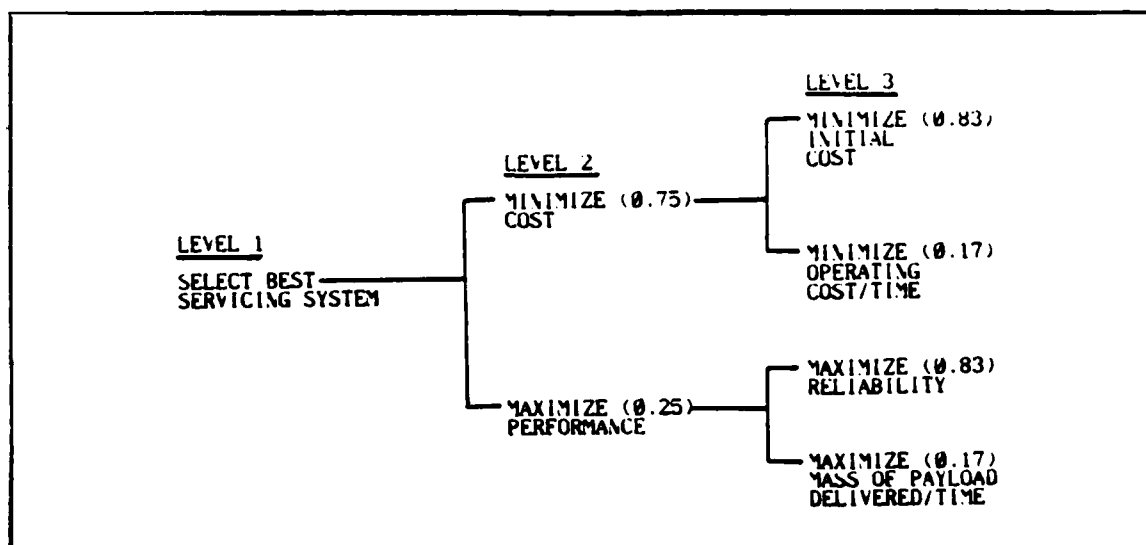 LEVEL 3
MINIMIZE (0.83)
INITIAL
COST
LEVEL 2
MINIMIZE (0.75)
COST
LEVEL 1
SELECT BEST
SERVICING SYSTEM
MINIMIZE (0.17)
OPERATING
COST/TIME
MAXIMIZE (0.83)
RELIABILITY
MAXIMIZE (0.25)
PERFORMANCE
MAXIMIZE (0.17)
MASS OF PAYLOAD
DELIVERED/TIME